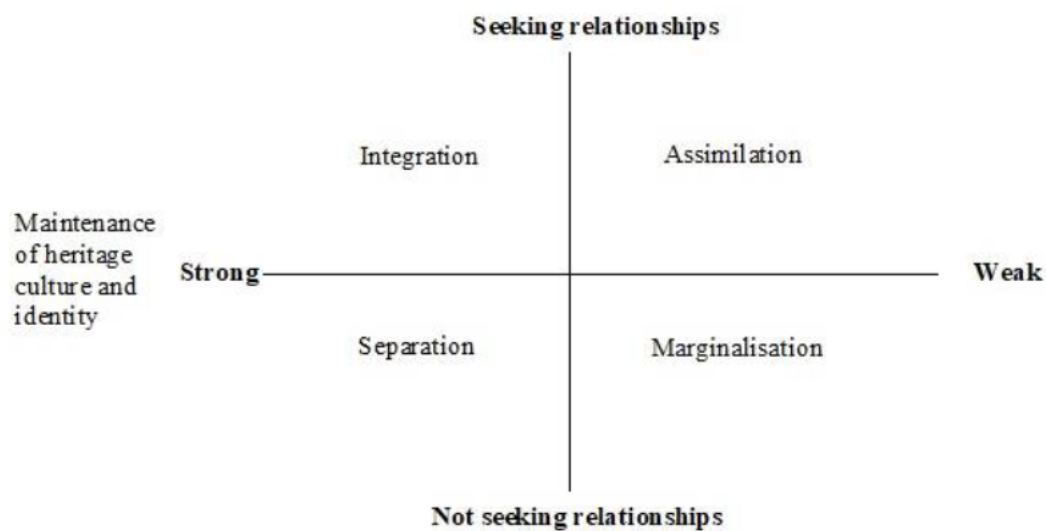 Seeking relationships
Integration
Assimilation
Maintenance
of heritage
culture and
identity
Strong
Weak
Separation
Marginalisation
Not seeking relationships